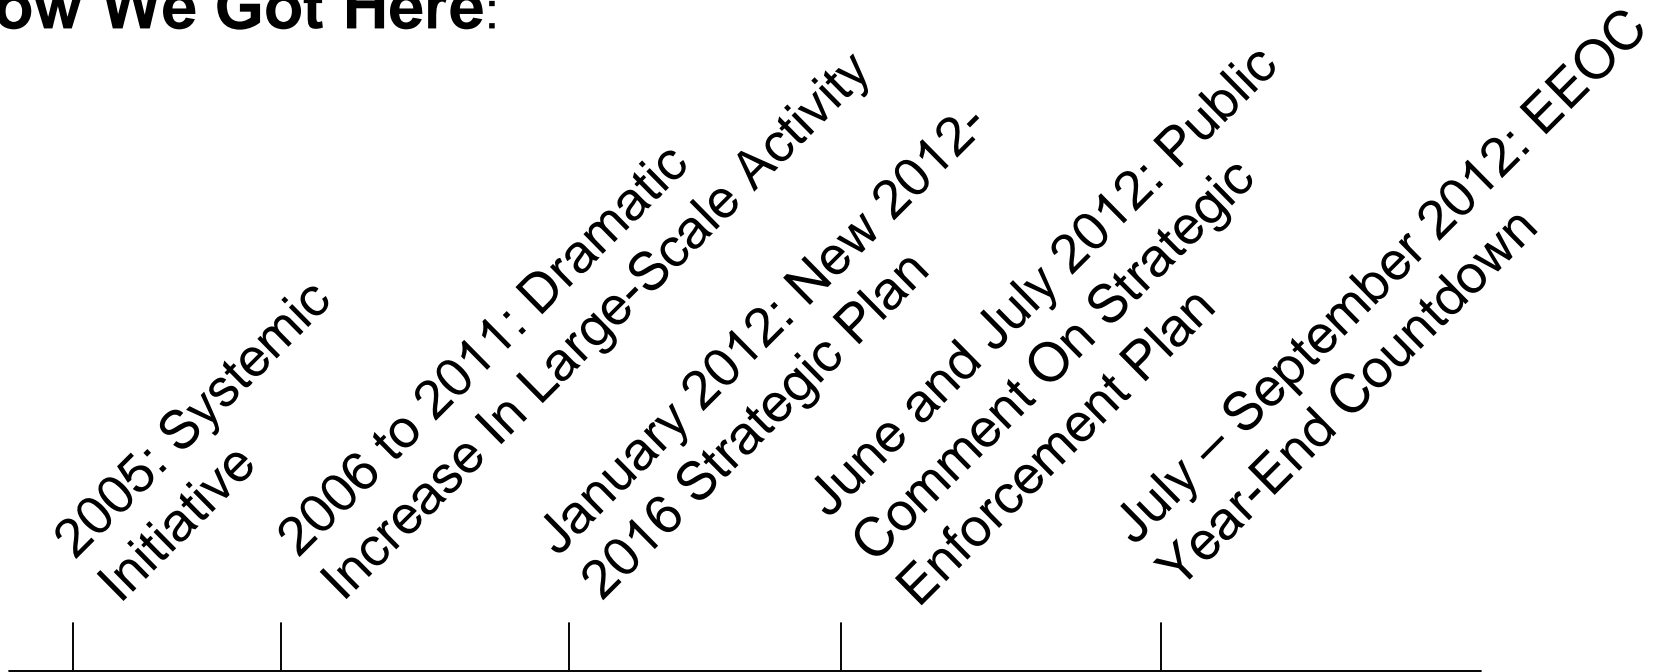 ow We Got Here:
2005: Systemic
Initiative
2006 to 2011: Dramatic
Increase In Large-Scale Activity
January 2012: New 2012-
2016 Strategic Plan
June and July 2012: Public
Comment On Strategic
Enforcement Plan
July – September 2012: EEOC
Year-End Countdown